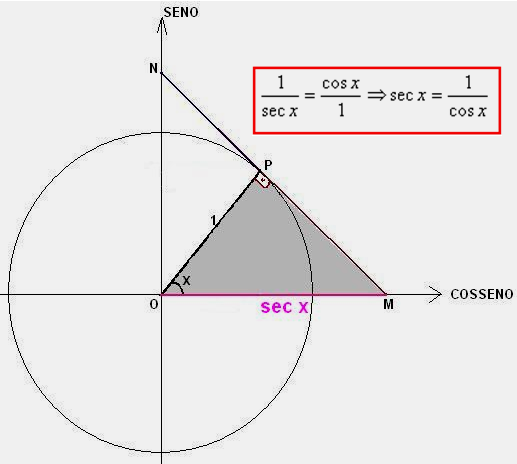 SENO
N
1/sec x = cos x/1 ⇒ sec x = 1/cos x
P
1
x
O
sec x
M
COSSENO